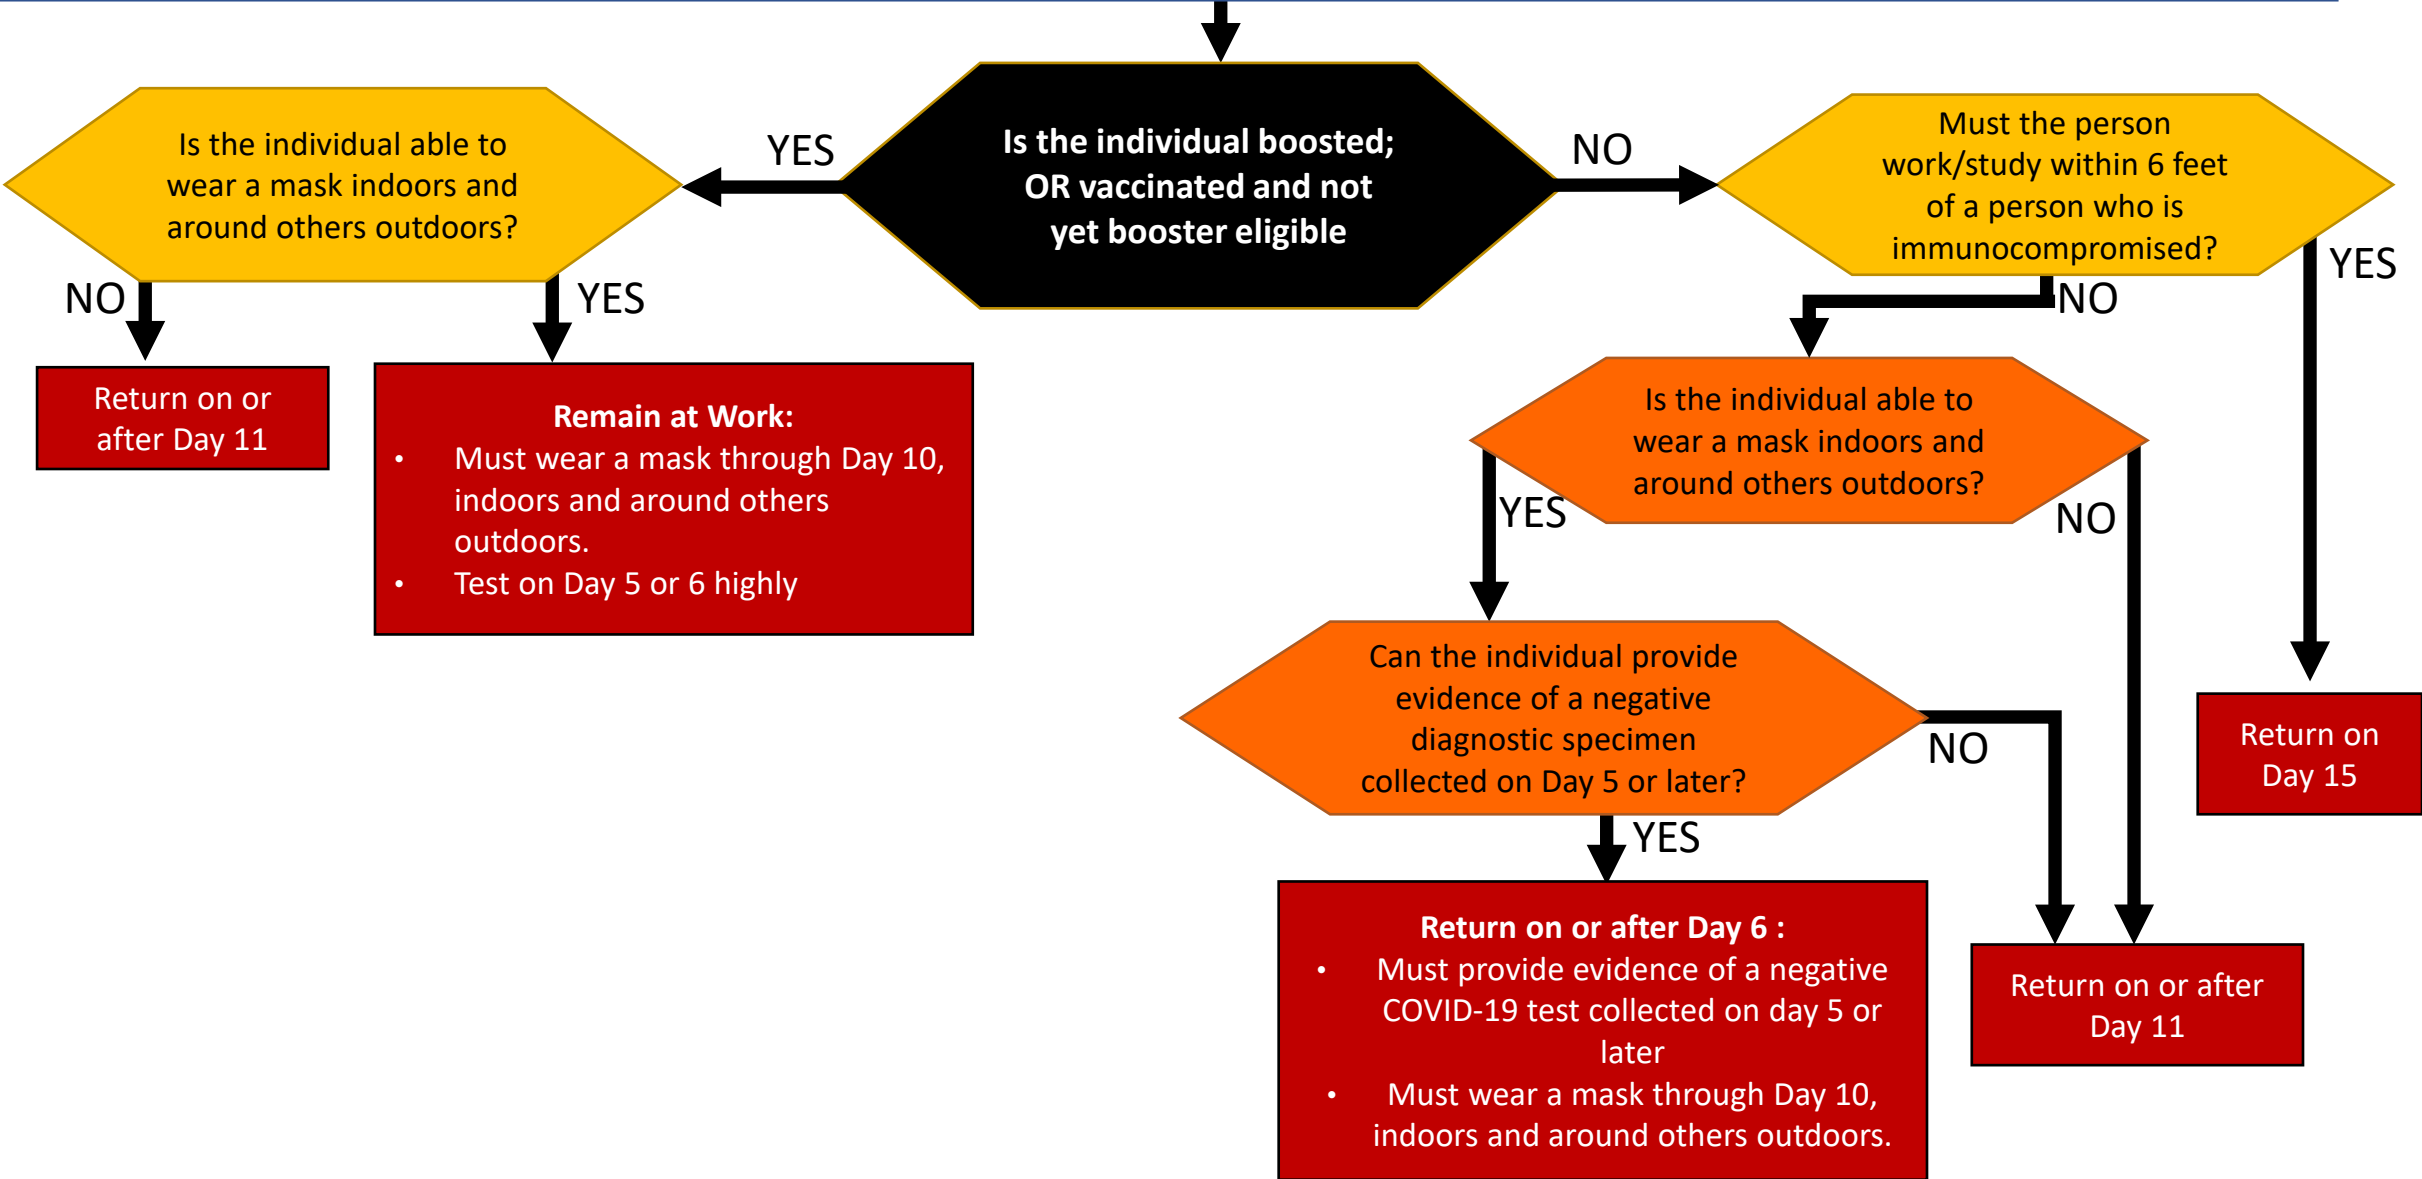 Is the individual boosted;
OR vaccinated and not
yet booster eligible
YES
NO
Is the individual able to
wear a mask indoors and
around others outdoors?
NO
YES
Return on or
after Day 11
Remain at Work:
• Must wear a mask through Day 10,
indoors and around others
outdoors.
• Test on Day 5 or 6 highly
Must the person
work/study within 6 feet
of a person who is
immunocompromised?
YES
NO
Is the individual able to
wear a mask indoors and
around others outdoors?
YES
NO
Can the individual provide
evidence of a negative
diagnostic specimen
collected on Day 5 or later?
NO
YES
Return on
Day 15
Return on or after Day 6 :
• Must provide evidence of a negative
COVID-19 test collected on day 5 or
later
• Must wear a mask through Day 10,
indoors and around others outdoors.
Return on or after
Day 11